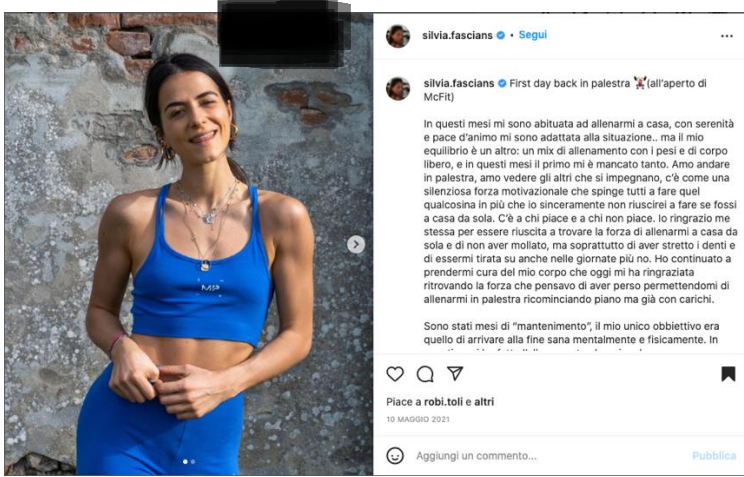 silvia.fascians • Segui
silvia.fascians First day back in palestra (all'aperto di
McFit)
In questi mesi mi sono abituata ad allenarmi a casa, con serenità
e pace d'animo mi sono adattata alla situazione.. ma il mio
equilibrio è un altro: un mix di allenamento con i pesi e di corpo
libero, e in questi mesi il primo mi è mancato tanto. Amo andare
in palestra, amo vedere gli altri che si impegnano, c'è come una
silenziosa forza motivazionale che spinge tutti a fare quel
qualcosina in più che io sinceramente non riuscirei a fare se fossi
a casa da sola. C'è a chi piace e a chi non piace. Io ringrazio me
stessa per essere riuscita a trovare la forza di allenarmi a casa da
sola e di non aver mollato, ma soprattutto di aver stretto i denti e
di essermi tirata su anche nelle giornate più no. Ho continuato a
prendermi cura del mio corpo che oggi mi ha ringraziata
ritrovando la forza che pensavo di aver perso permettendomi di
allenarmi in palestra ricominciando piano ma già con carichi.
Sono stati mesi di "mantenimento", il mio unico obbiettivo era
quello di arrivare alla fine sana mentalmente e fisicamente. In
Piace a robi.toli e altri
10 MAGGIO 2021
Aggiungi un commento... Pubblica
MP